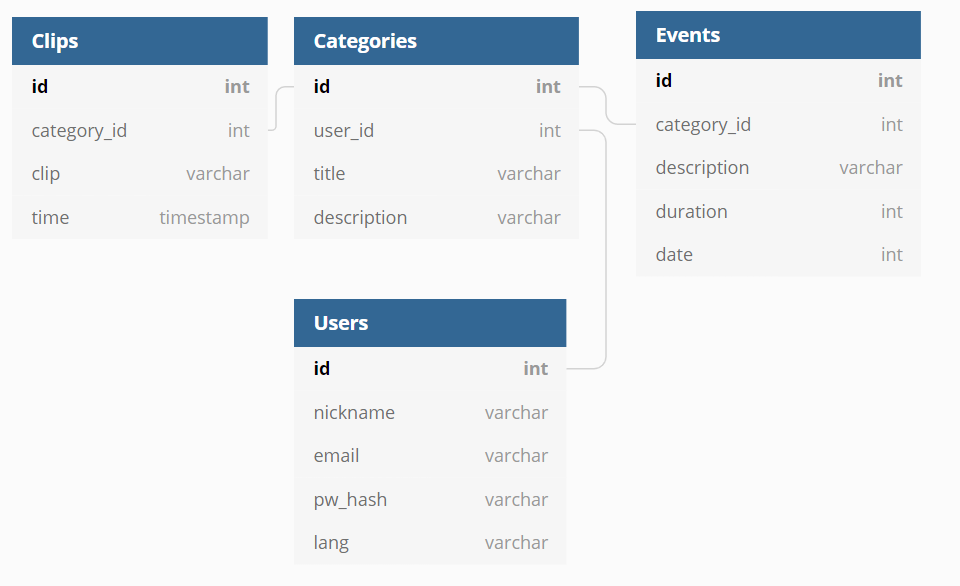 Clips
id int
category_id int
clip varchar
time timestamp
Categories
id int
user_id int
title varchar
description varchar
Events
id int
category_id int
description varchar
duration int
date int
Users
id int
nickname varchar
email varchar
pw_hash varchar
lang varchar